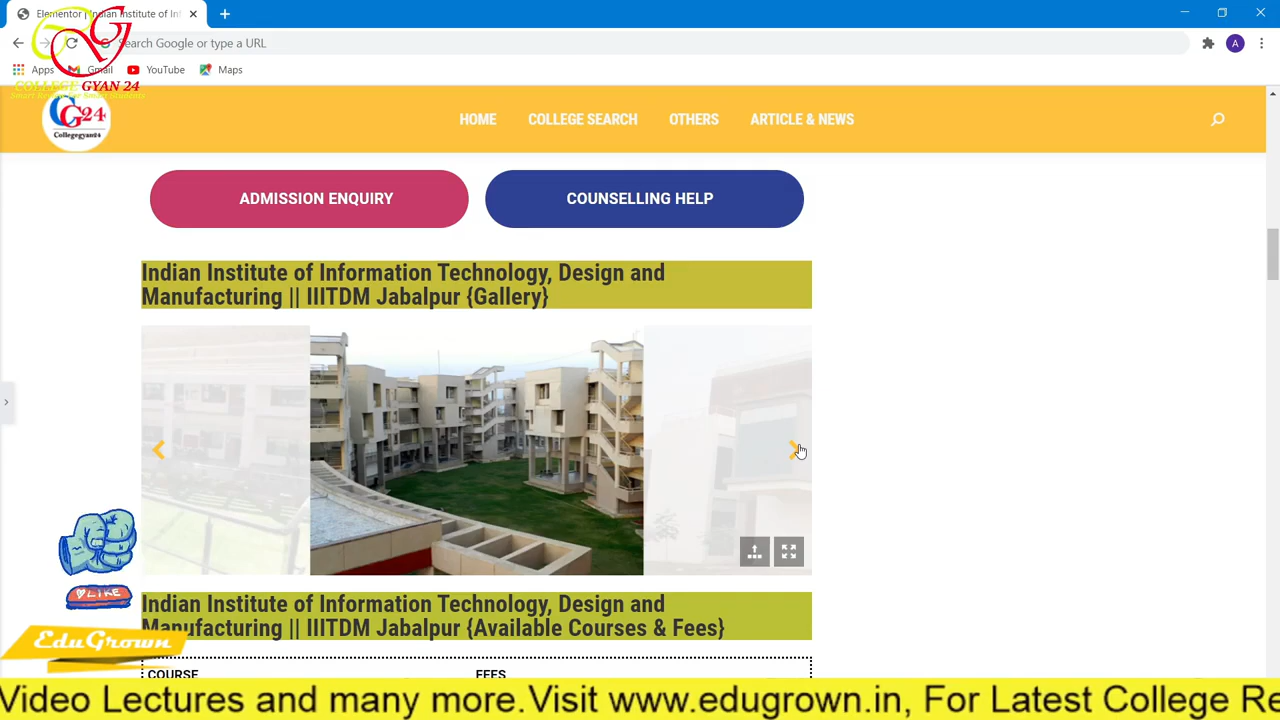 Elementor | Indian Institute of Inf
Search Google or type a URL
A
Apps
Gmail
YouTube
Maps
COLLEGE GYAN 24
G24
Collegegyan24
HOME
COLLEGE SEARCH
OTHERS
ARTICLE & NEWS
ADMISSION ENQUIRY
COUNSELLING HELP
Indian Institute of Information Technology, Design and
Manufacturing || IIITDM Jabalpur {Gallery}
LIKE
Indian Institute of Information Technology, Design and
Manufacturing || IIITDM Jabalpur {Available Courses & Fees}
EduGrown
COURSE
FEES
Video Lectures and many more.Visit www.edugrown.in, For Latest College Re